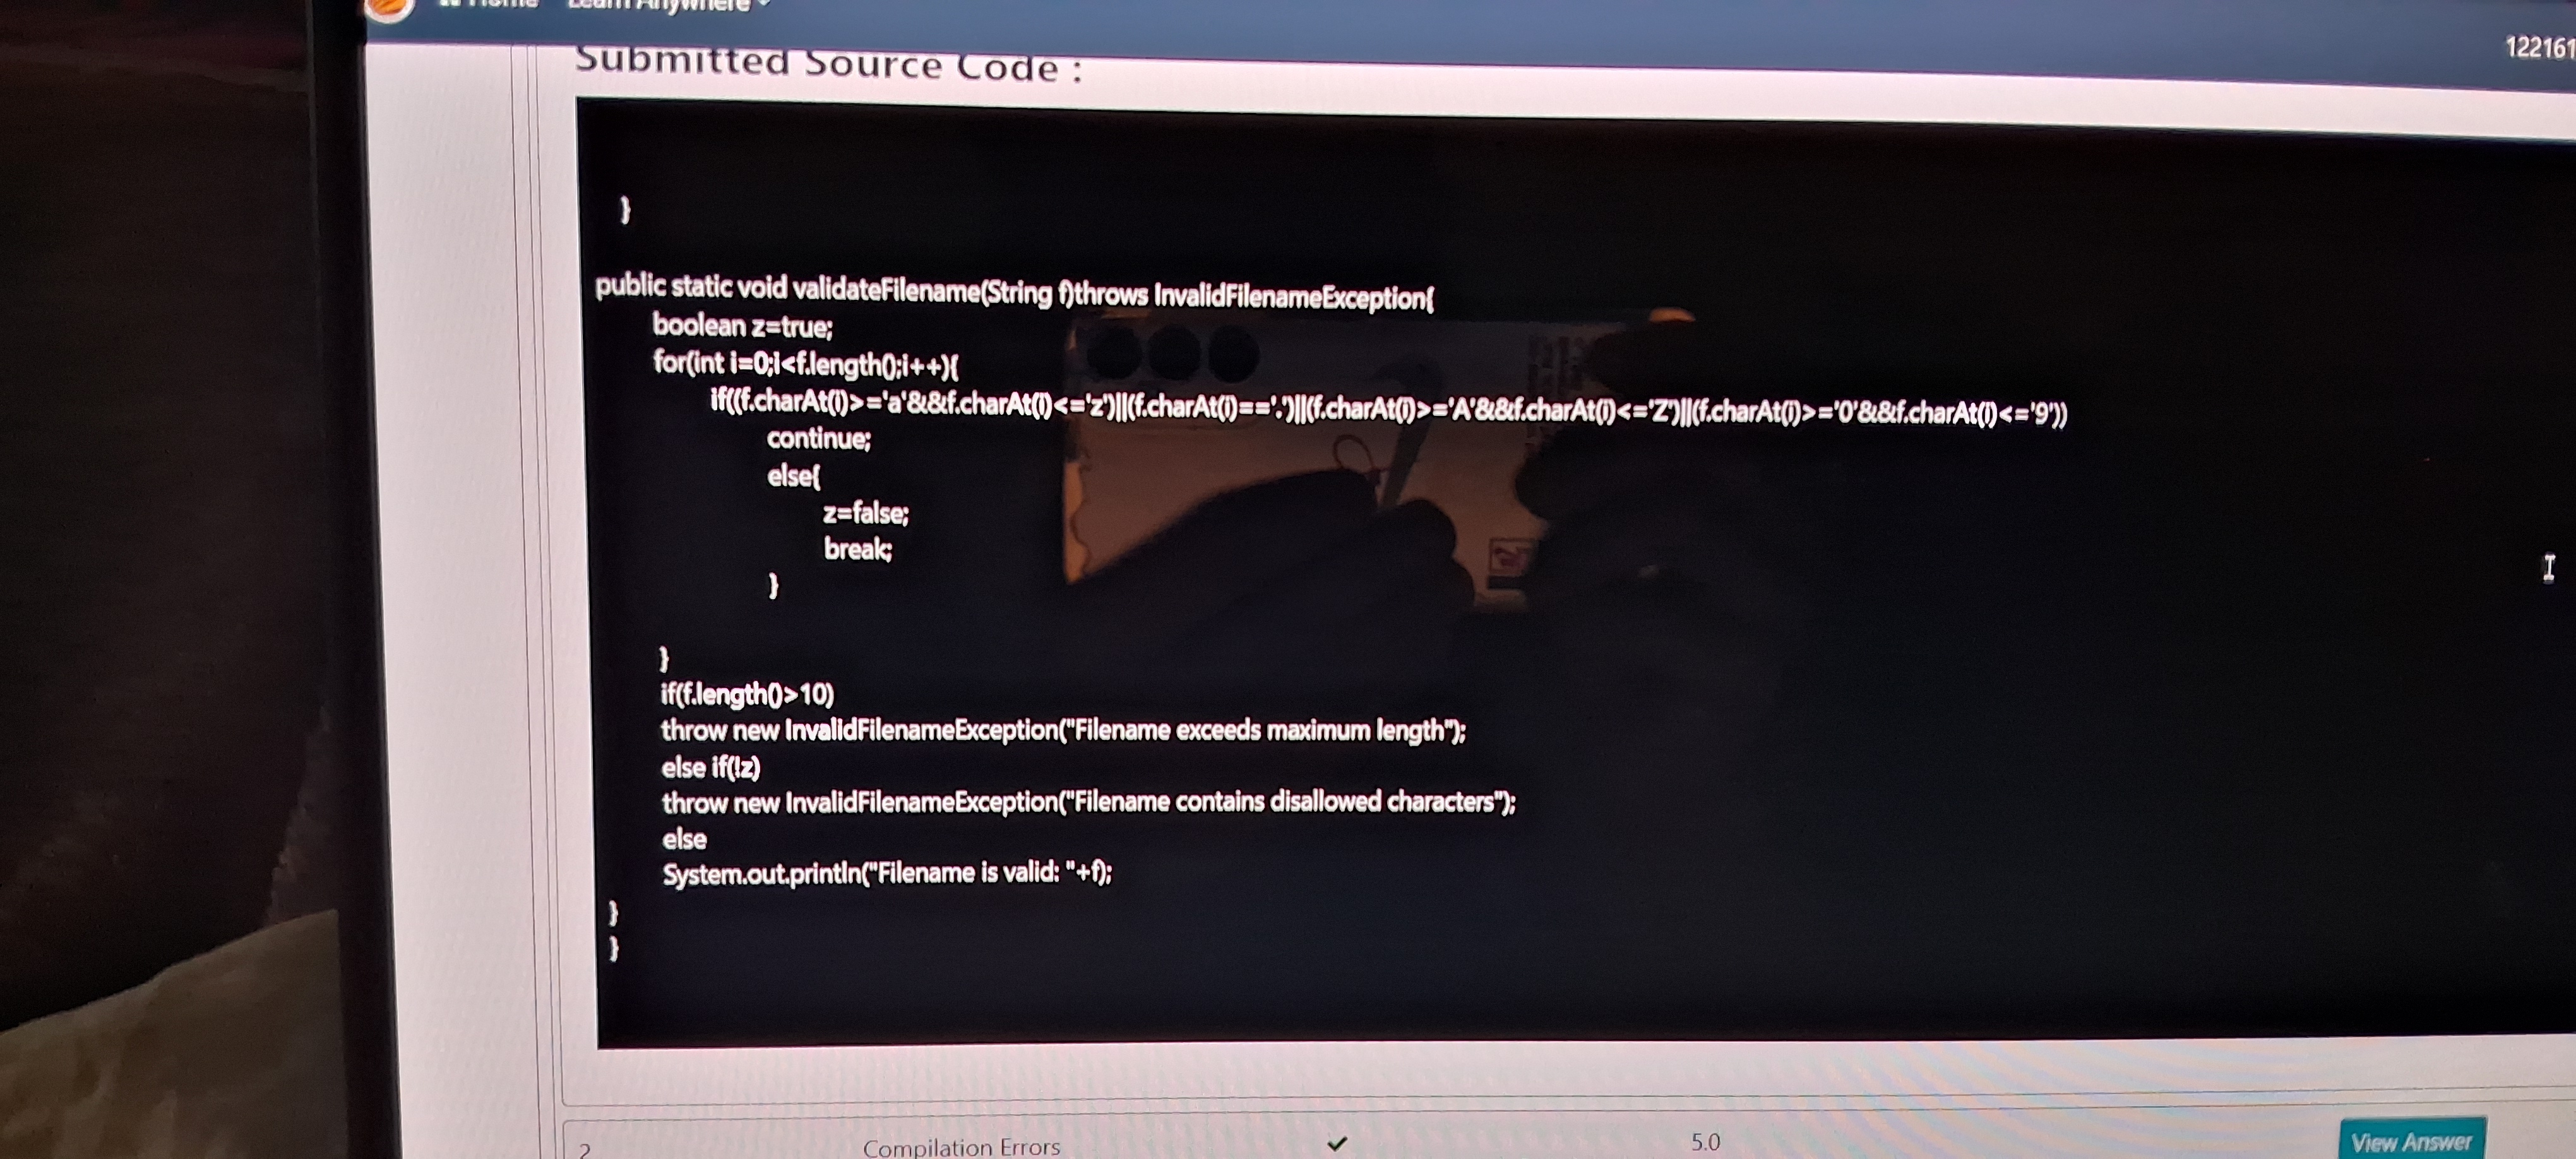 Home Learn Anywhere
122161
Submitted Source Code :
}
public static void validateFilename(String f)throws InvalidFilenameException{
boolean z=true;
for(int i=0;i<f.length();i++){
if((f.charAt(i)>='a'&&f.charAt(i)<='z')||(f.charAt(i)=='.')||(f.charAt(i)>='A'&&f.charAt(i)<='Z')||(f.charAt(i)>='0'&&f.charAt(i)<='9'))
continue;
else{
z=false;
break;
}
}
if(f.length()>10)
throw new InvalidFilenameException("Filename exceeds maximum length");
else if(!z)
throw new InvalidFilenameException("Filename contains disallowed characters");
else
System.out.println("Filename is valid: "+f);
}
}
2 Compilation Errors ✓ 5.0 View Answer